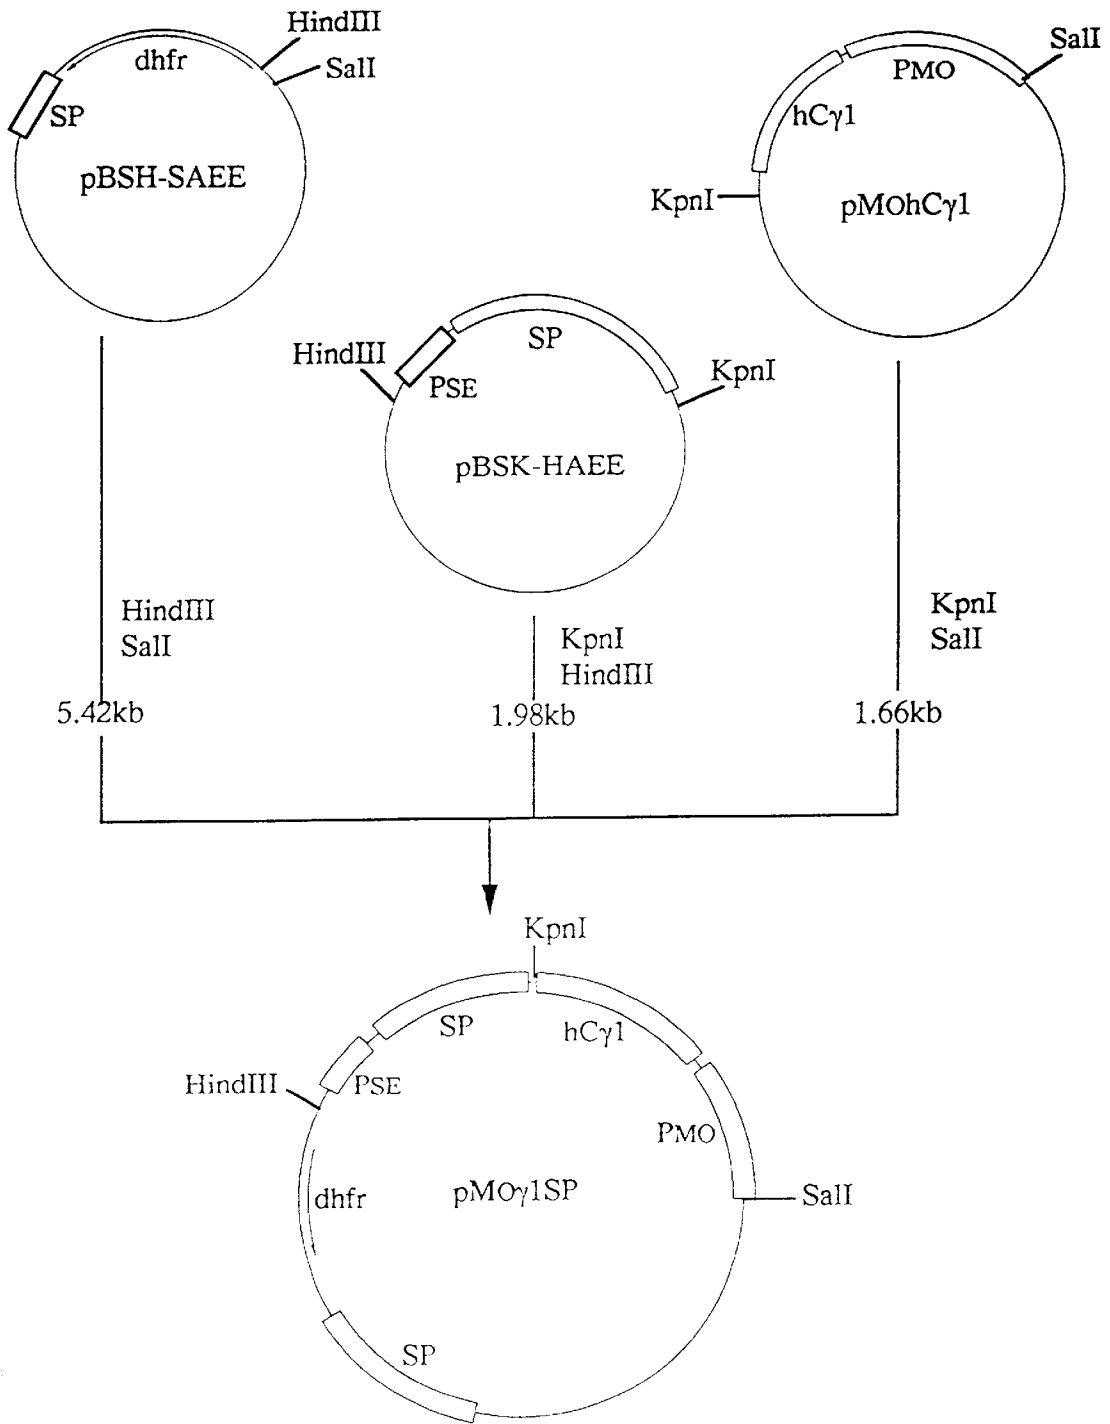 HindIII
SalI
dhfr
SP
pBSH-SAEE
SalI
PMO
hCγ1
KpnI
pMOhCγ1
SP
HindIII
PSE
KpnI
pBSK-HAEE
HindIII
SalI
KpnI
HindIII
KpnI
SalI
5.42kb
1.98kb
1.66kb
KpnI
SP
hCγ1
HindIII
PSE
PMO
dhfr
pMOγ1SP
SalI
SP